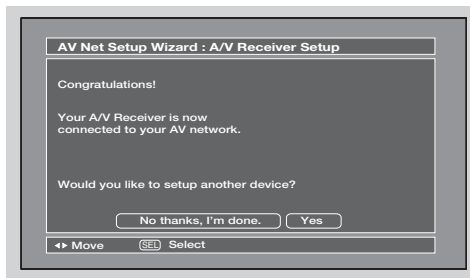 AV Net Setup Wizard : A/V Receiver Setup
Congratulations!
Your A/V Receiver is now
connected to your AV network.
Would you like to setup another device?
No thanks, I'm done. Yes
◂▸ Move SEL Select